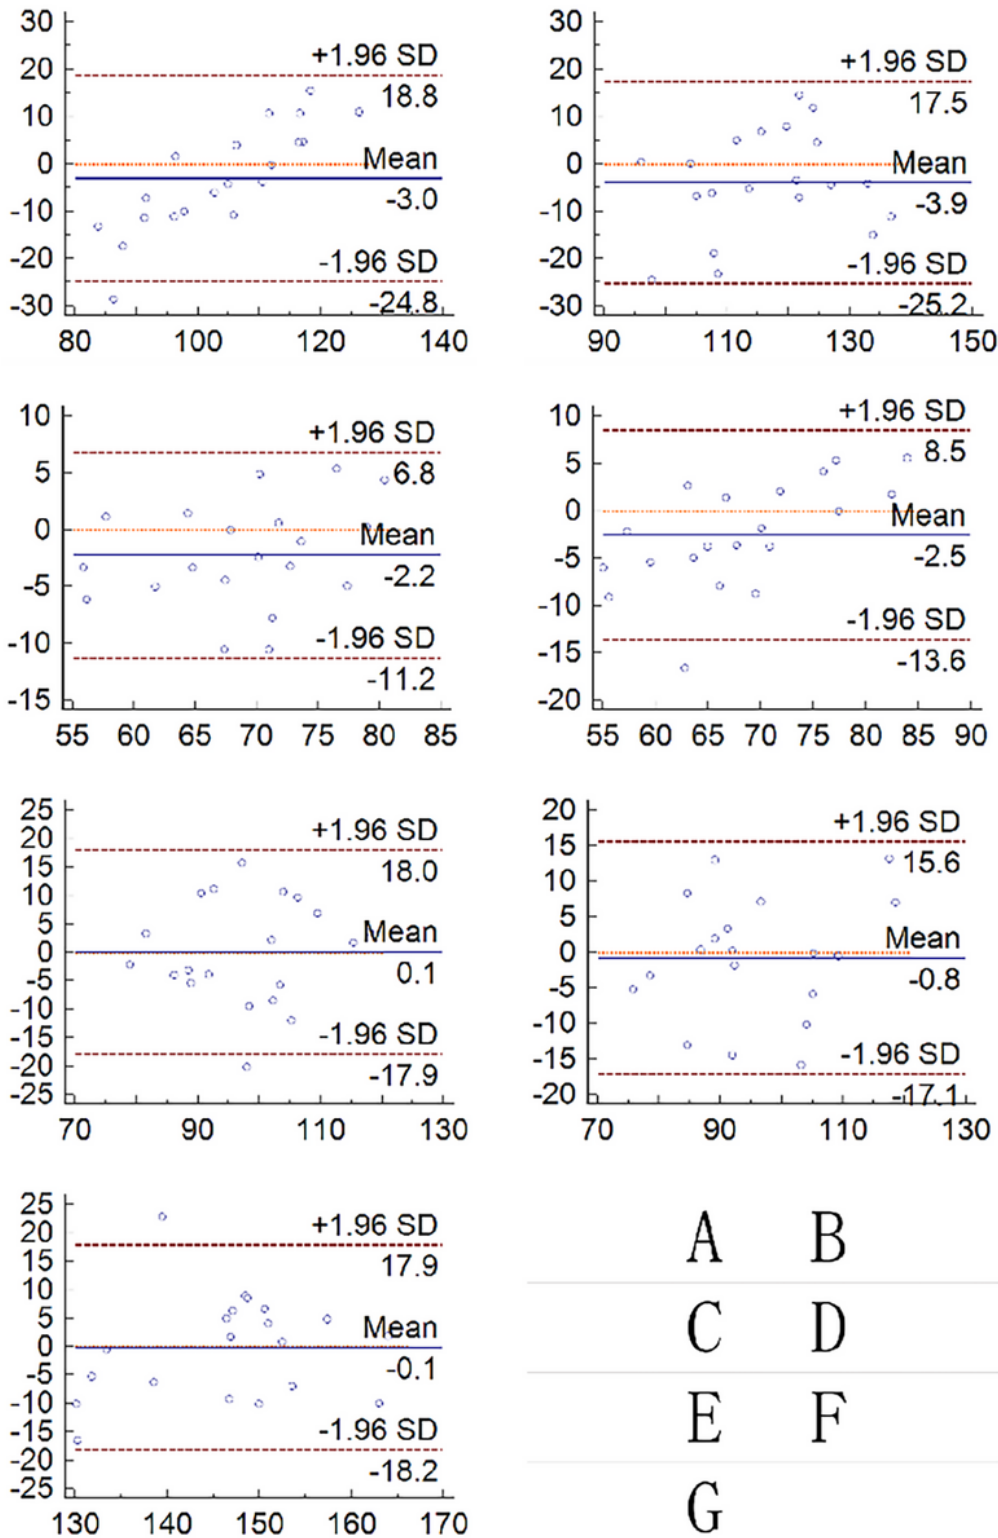 30
20
10
0
-10
-20
-30
+1.96 SD
18.8
Mean
-3.0
-1.96 SD
-24.8
80 100 120 140
30
20
10
0
-10
-20
-30
+1.96 SD
17.5
Mean
-3.9
-1.96 SD
-25.2
90 110 130 150
10
5
0
-5
-10
-15
+1.96 SD
6.8
Mean
-2.2
-1.96 SD
-11.2
55 60 65 70 75 80 85
10
5
0
-5
-10
-15
-20
+1.96 SD
8.5
Mean
-2.5
-1.96 SD
-13.6
55 60 65 70 75 80 85 90
25
20
15
10
5
0
-5
-10
-15
-20
-25
+1.96 SD
18.0
Mean
0.1
-1.96 SD
-17.9
70 90 110 130
20
15
10
5
0
-5
-10
-15
-20
+1.96 SD
15.6
Mean
-0.8
-1.96 SD
-17.1
70 90 110 130
25
20
15
10
5
0
-5
-10
-15
-20
-25
+1.96 SD
17.9
Mean
-0.1
-1.96 SD
-18.2
130 140 150 160 170
A B
C D
E F
G